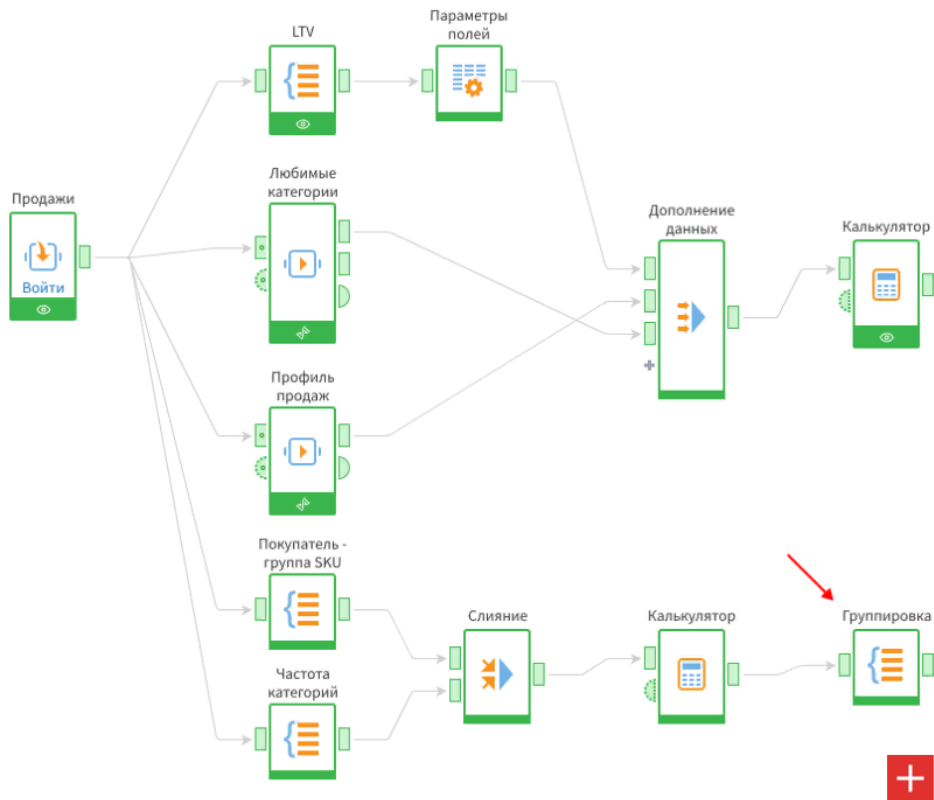 LTV
Параметры
полей
Любимые
категории
Продажи
Войти
Дополнение
данных
Калькулятор
Профиль
продаж
Покупатель -
группа SKU
Слияние
Калькулятор
Группировка
Частота
категорий